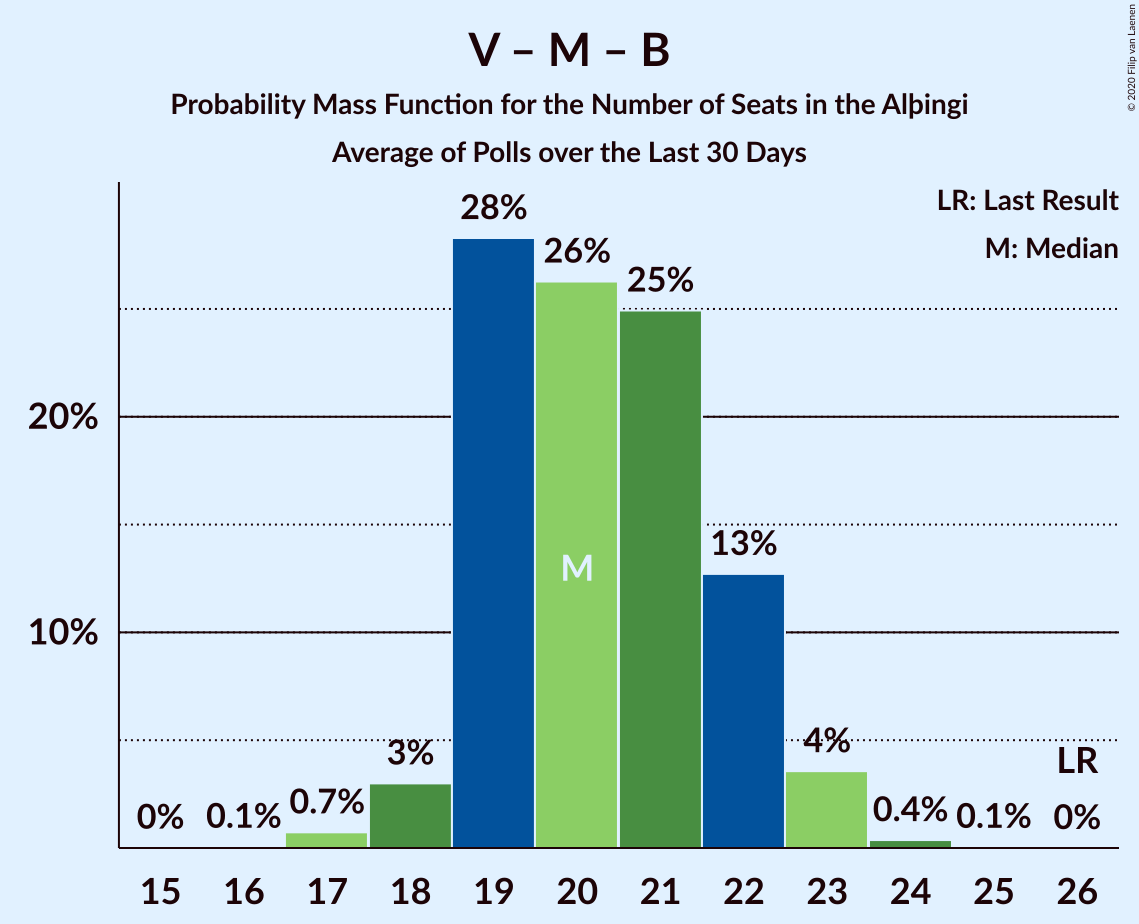 V – M – B
Probability Mass Function for the Number of Seats in the Alþingi
Average of Polls over the Last 30 Days
© 2020 Filip van Laenen
LR: Last Result
M: Median
28%
26%
25%
20%
13%
M
10%
4%
3%
LR
0.7%
0%
0.1%
0.4%
0.1%
0%
15 16 17 18 19 20 21 22 23 24 25 26